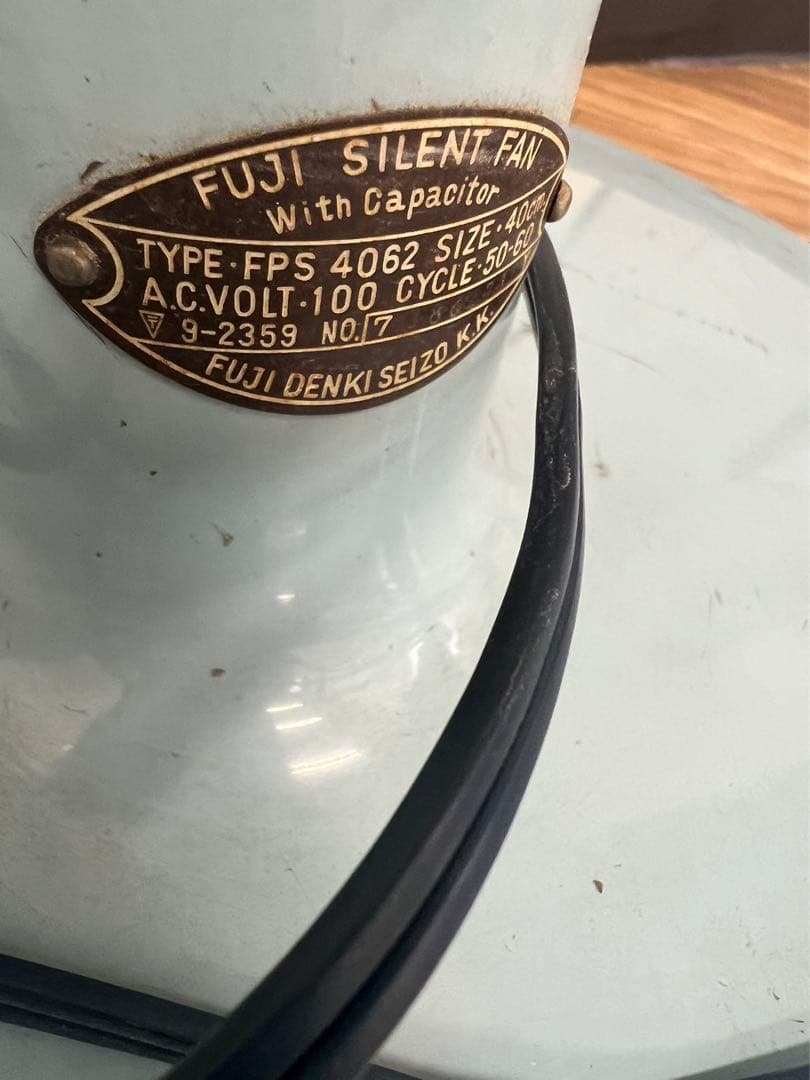 FUJI SILENT FAN
With Capacitor
TYPE·FPS 4062 SIZE·40cm
A.C.VOLT·100 CYCLE·50-60
9-2359 NO. 7
FUJI DENKI SEIZO K.K.